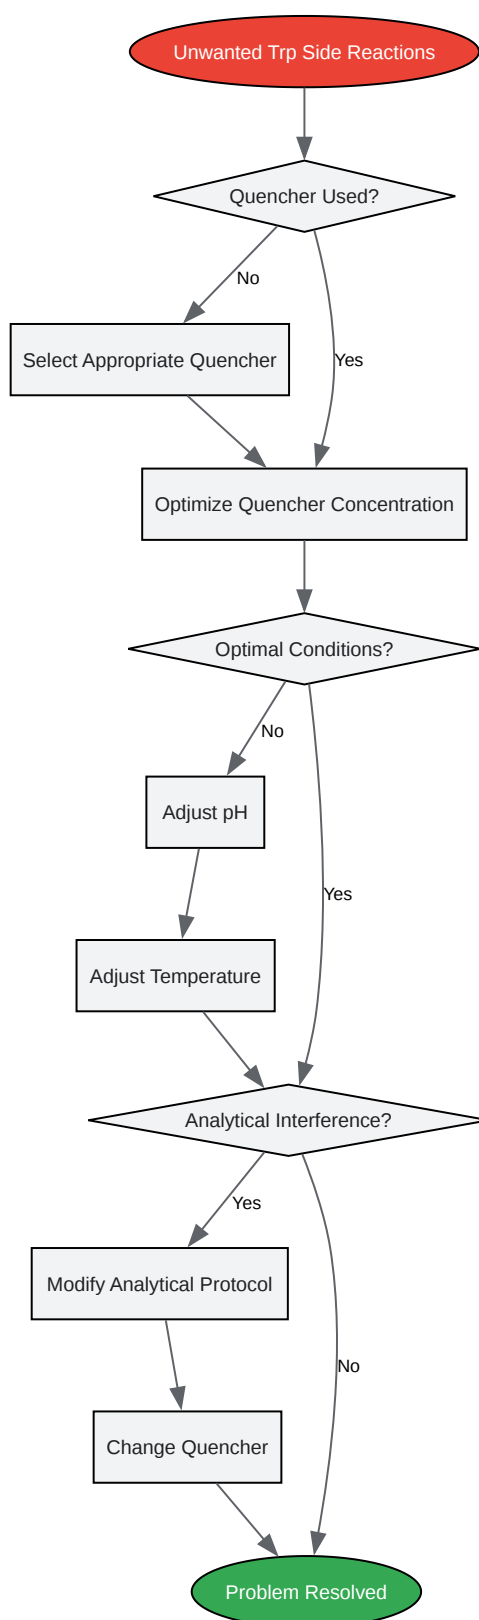 Unwanted Trp Side Reactions
Quencher Used?
No
Select Appropriate Quencher
Yes
Optimize Quencher Concentration
Optimal Conditions?
No
Adjust pH
Yes
Adjust Temperature
Analytical Interference?
Yes
Modify Analytical Protocol
No
Change Quencher
Problem Resolved